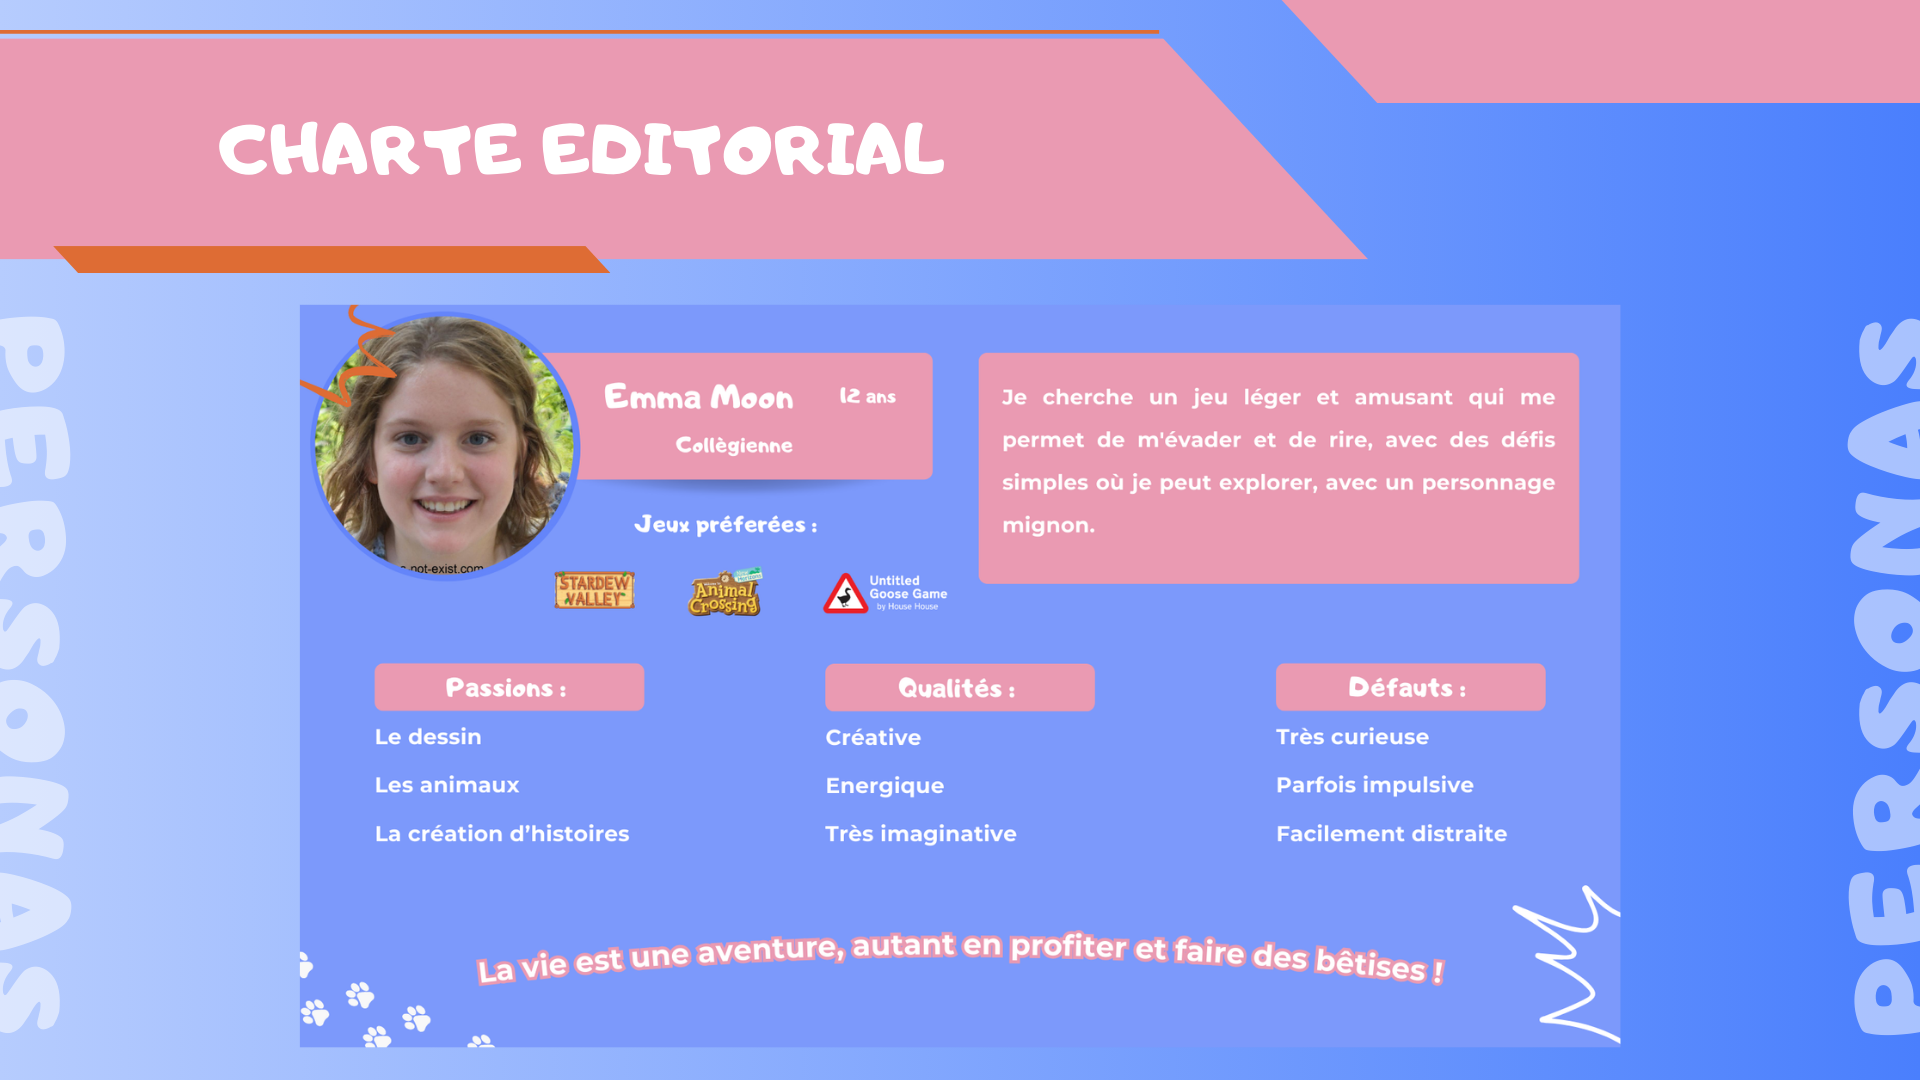 CHARTE EDITORIAL
PERSONAS
PERSONAS
Emma Moon
12 ans
Collègienne
not-exist.com
Je cherche un jeu léger et amusant qui me
permet de m'évader et de rire, avec des défis
simples où je peut explorer, avec un personnage
mignon.
Jeux préferées :
STARDEW
VALLEY
Animal
Crossing
Untitled
Goose Game
by House House
Passions :
Le dessin
Les animaux
La création d’histoires
Qualités :
Créative
Energique
Très imaginative
Défauts :
Très curieuse
Parfois impulsive
Facilement distraite
La vie est une aventure, autant en profiter et faire des bêtises !